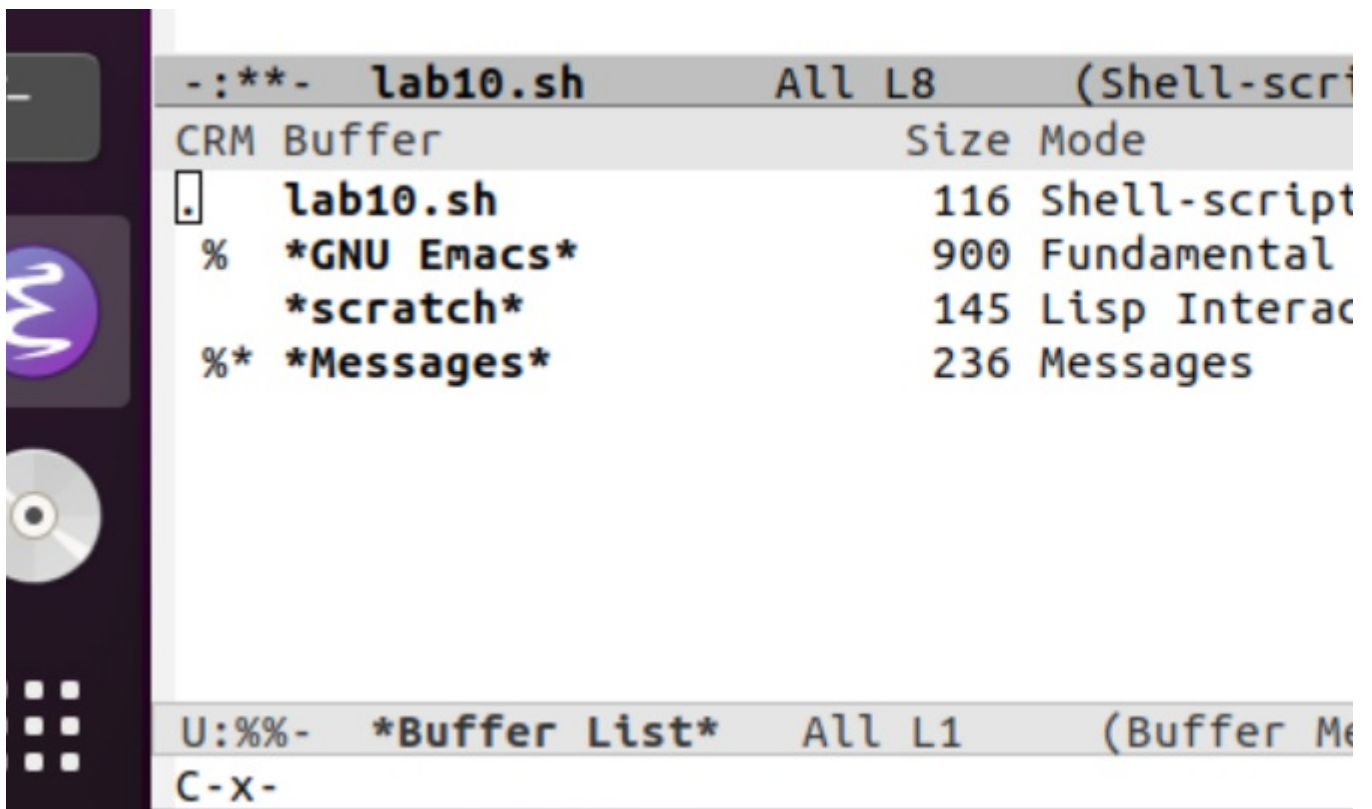 -:**- lab10.sh All L8 (Shell-scri
CRM Buffer Size Mode
. lab10.sh 116 Shell-script
% *GNU Emacs* 900 Fundamental
*scratch* 145 Lisp Interac
%* *Messages* 236 Messages
U:%%- *Buffer List* All L1 (Buffer Me
C-x-